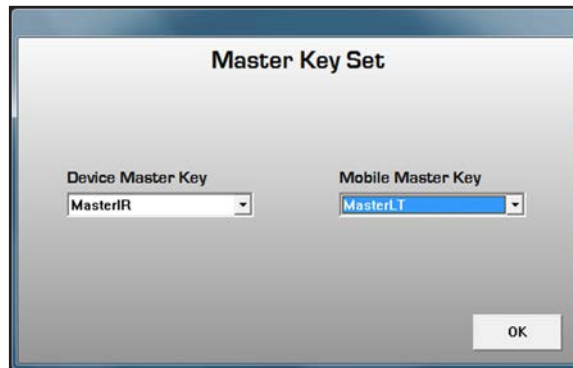 Master Key Set
Device Master Key
Mobile Master Key
MasterIR
MasterLT
OK